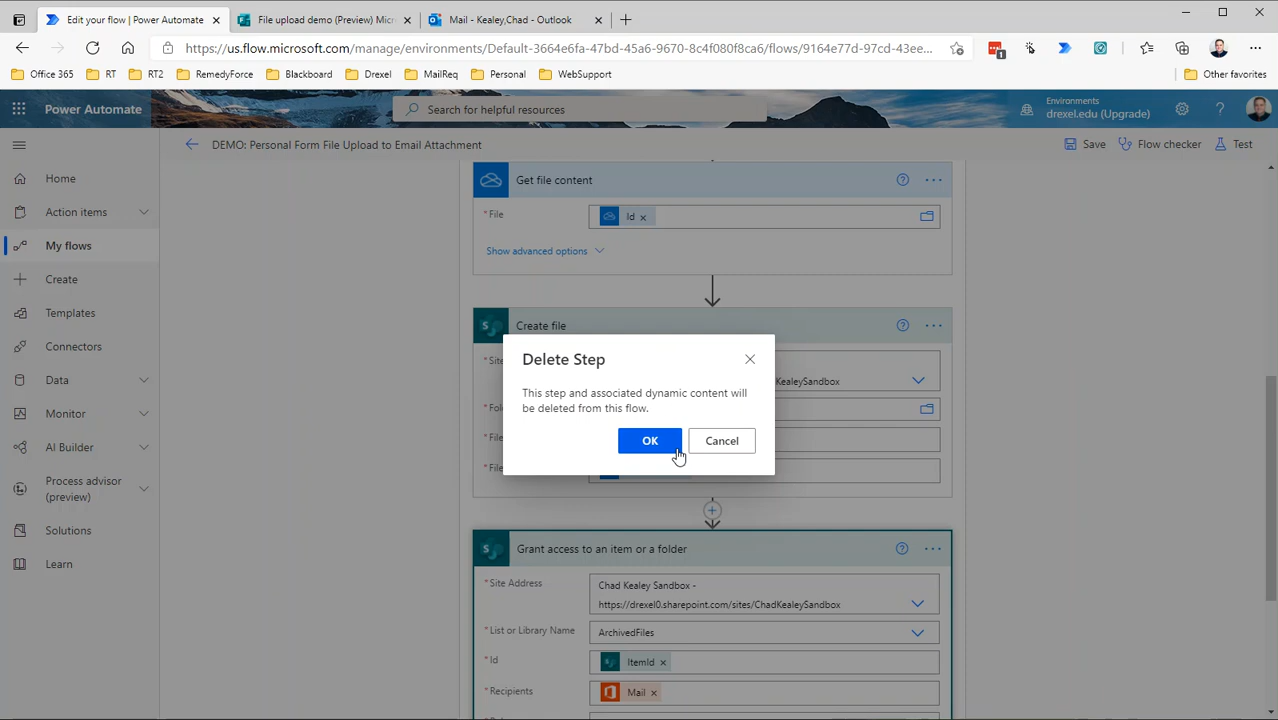 Edit your flow | Power Automate
File upload demo (Preview) Micr
Mail - Kealey,Chad - Outlook
https://us.flow.microsoft.com/manage/environments/Default-3664e6fa-47bd-45a6-9670-8c4f080f8ca6/flows/9164e77d-97cd-43ee...
1
Office 365
RT
RT2
RemedyForce
Blackboard
Drexel
MailReq
Personal
WebSupport
Other favorites
Power Automate
Search for helpful resources
Environments
drexel.edu (Upgrade)
DEMO: Personal Form File Upload to Email Attachment
Save
Flow checker
Test
Home
Action items
My flows
Create
Templates
Connectors
Data
Monitor
AI Builder
Process advisor
(preview)
Solutions
Learn
Get file content
* File
Id
Show advanced options
Create file
* Site
KealeySandbox
* Fol
* File
* File
Delete Step
This step and associated dynamic content will
be deleted from this flow.
OK
Cancel
Grant access to an item or a folder
* Site Address
Chad Kealey Sandbox -
https://drexel0.sharepoint.com/sites/ChadKealeySandbox
* List or Library Name
ArchivedFiles
* Id
ItemId
* Recipients
Mail